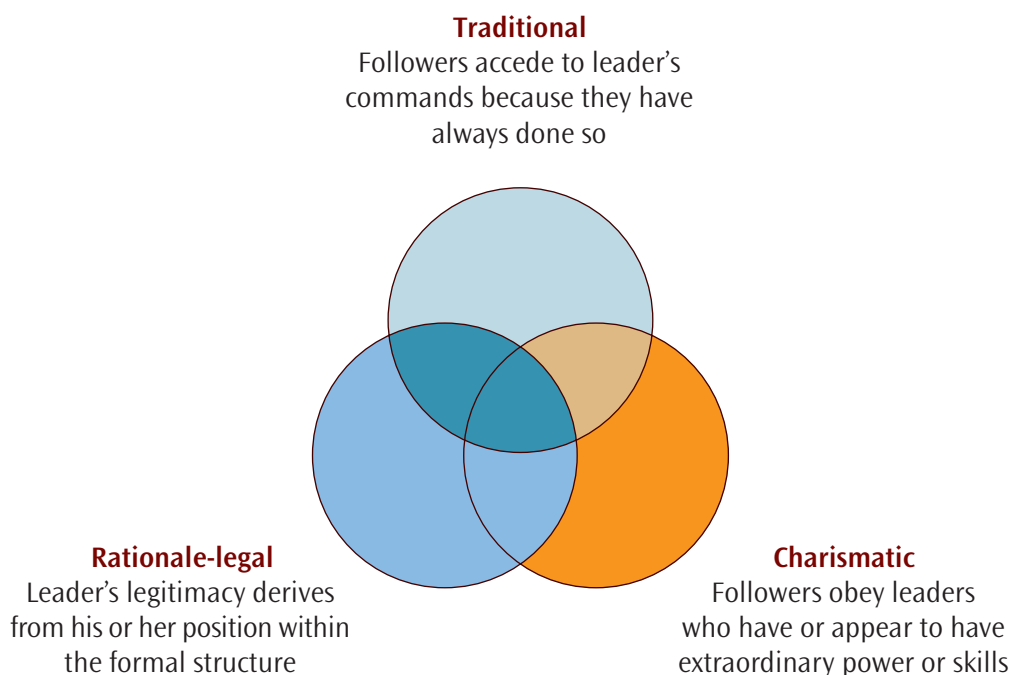 Traditional
Followers accede to leader’s
commands because they have
always done so
Rationale-legal
Leader’s legitimacy derives
from his or her position within
the formal structure
Charismatic
Followers obey leaders
who have or appear to have
extraordinary power or skills